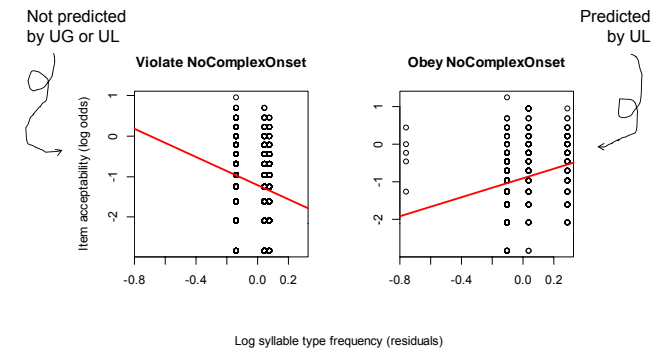 Not predicted
by UG or UL
Predicted
by UL
Violate NoComplexOnset
Obey NoComplexOnset
Item acceptability (log odds)
1
0
-1
-2
-0.8
-0.4
0.0
0.2
1
0
-1
-2
-0.8
-0.4
0.0
0.2
Log syllable type frequency (residuals)